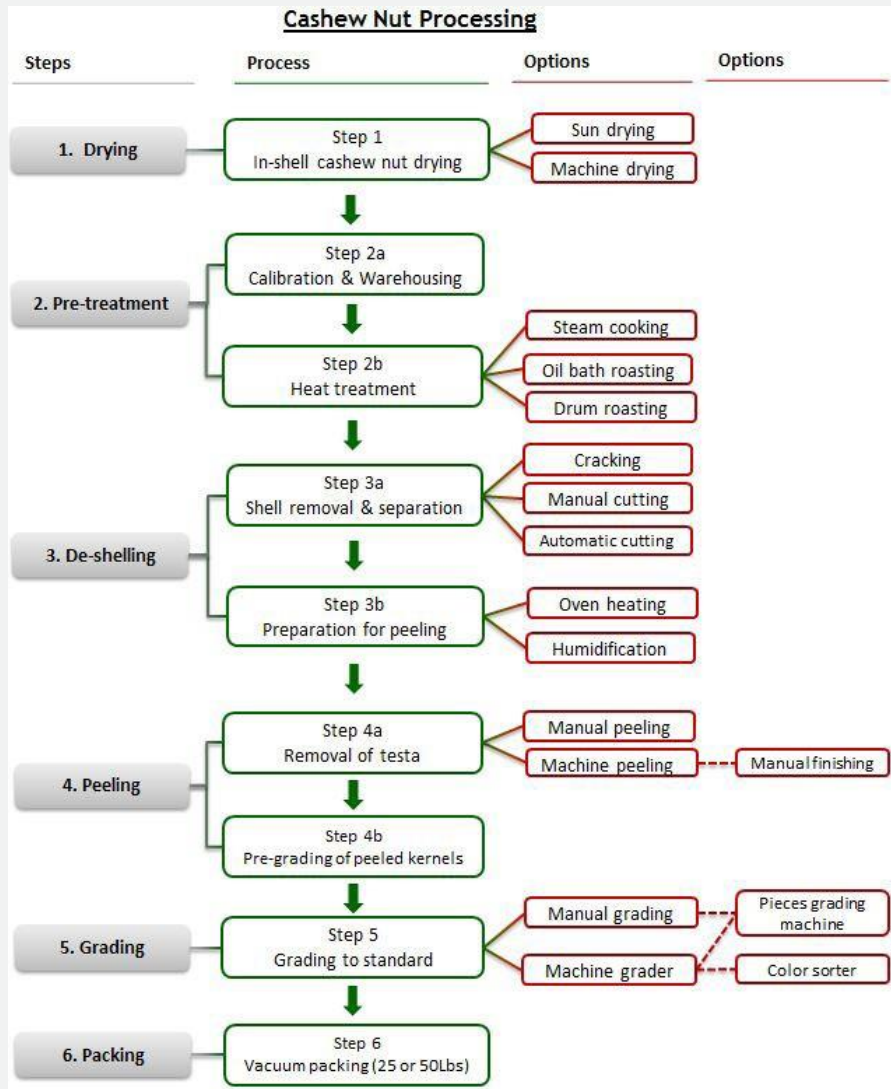 Cashew Nut Processing
Steps
Process
Options
Options
1. Drying
Step 1
In-shell cashew nut drying
Sun drying
Machine drying
2. Pre-treatment
Step 2a
Calibration & Warehousing
Step 2b
Heat treatment
Steam cooking
Oil bath roasting
Drum roasting
3. De-shelling
Step 3a
Shell removal & separation
Cracking
Manual cutting
Automatic cutting
Step 3b
Preparation for peeling
Oven heating
Humidification
4. Peeling
Step 4a
Removal of testa
Manual peeling
Machine peeling
Manual finishing
Step 4b
Pre-grading of peeled kernels
5. Grading
Step 5
Grading to standard
Manual grading
Machine grader
Pieces grading
machine
Color sorter
6. Packing
Step 6
Vacuum packing (25 or 50Lbs)